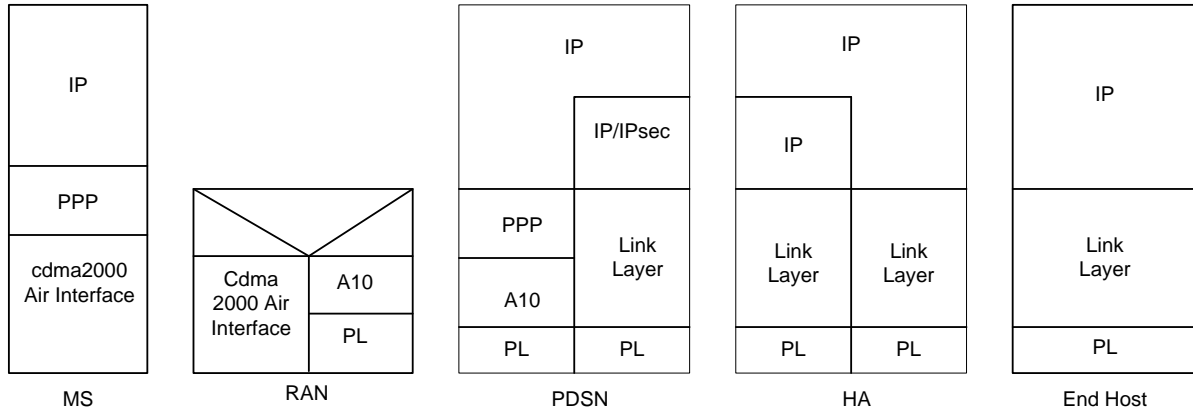 IP
PPP
cdma2000
Air Interface
MS
Cdma
2000 Air
Interface
A10
PL
RAN
IP
IP/IPsec
PPP
A10
Link
Layer
PL
PL
PDSN
IP
IP
Link
Layer
Link
Layer
PL
PL
HA
IP
Link
Layer
PL
End Host